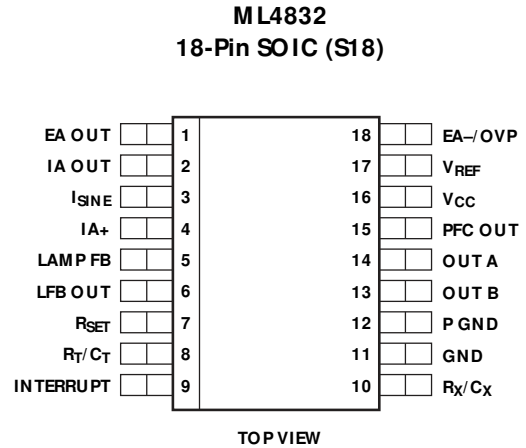 ML4832
18-Pin SOIC (S18)
EA OUT 1 18 EA–/OVP
IA OUT 2 17 VREF
ISINE 3 16 VCC
IA+ 4 15 PFC OUT
LAMP FB 5 14 OUT A
LFB OUT 6 13 OUT B
RSET 7 12 P GND
RT/CT 8 11 GND
INTERRUPT 9 10 RX/CX
TOP VIEW